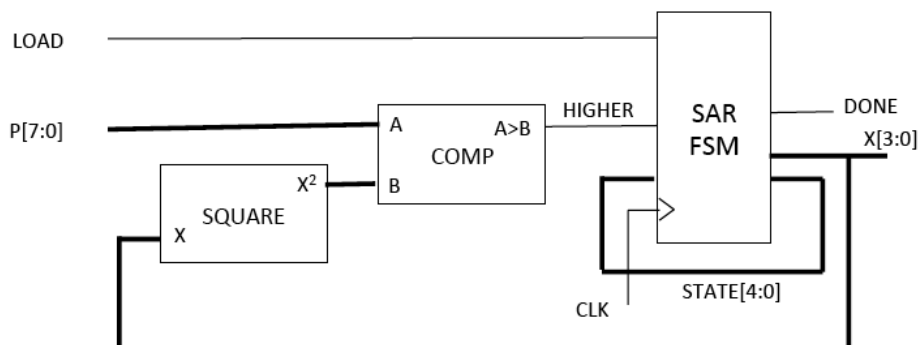 LOAD
P[7:0]
A
A>B
COMP
B
HIGHER
SAR
FSM
DONE
X[3:0]
X²
SQUARE
X
CLK
STATE[4:0]